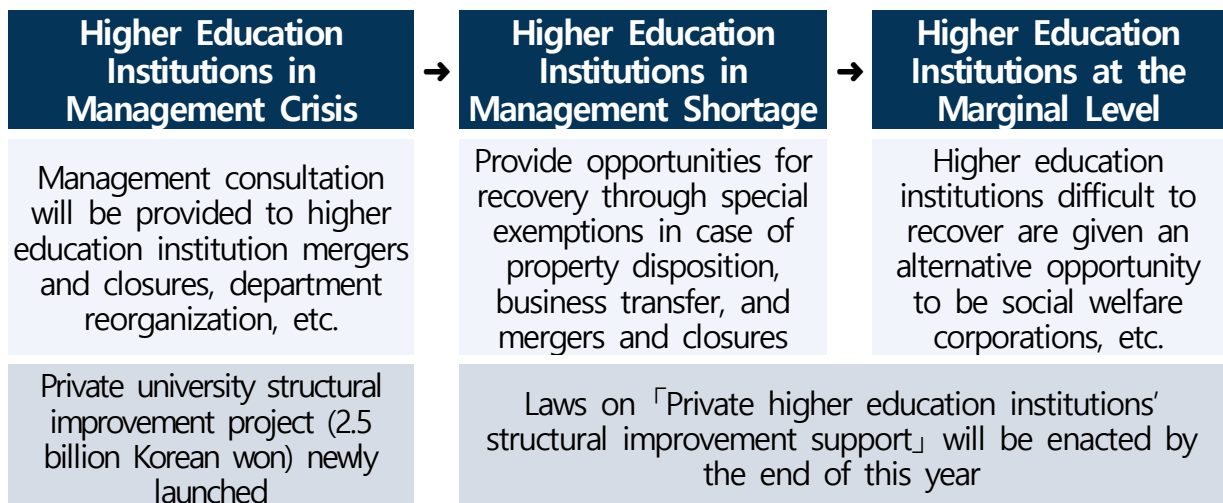 Higher Education
Institutions in
Management Crisis
➜
Higher Education
Institutions in
Management Shortage
➜
Higher Education
Institutions at the
Marginal Level
Management consultation
will be provided to higher
education institution mergers
and closures, department
reorganization, etc.
Provide opportunities for
recovery through special
exemptions in case of
property disposition,
business transfer, and
mergers and closures
Higher education
institutions difficult to
recover are given an
alternative opportunity
to be social welfare
corporations, etc.
Private university structural
improvement project (2.5
billion Korean won) newly
launched
Laws on 「Private higher education institutions’
structural improvement support」 will be enacted by
the end of this year